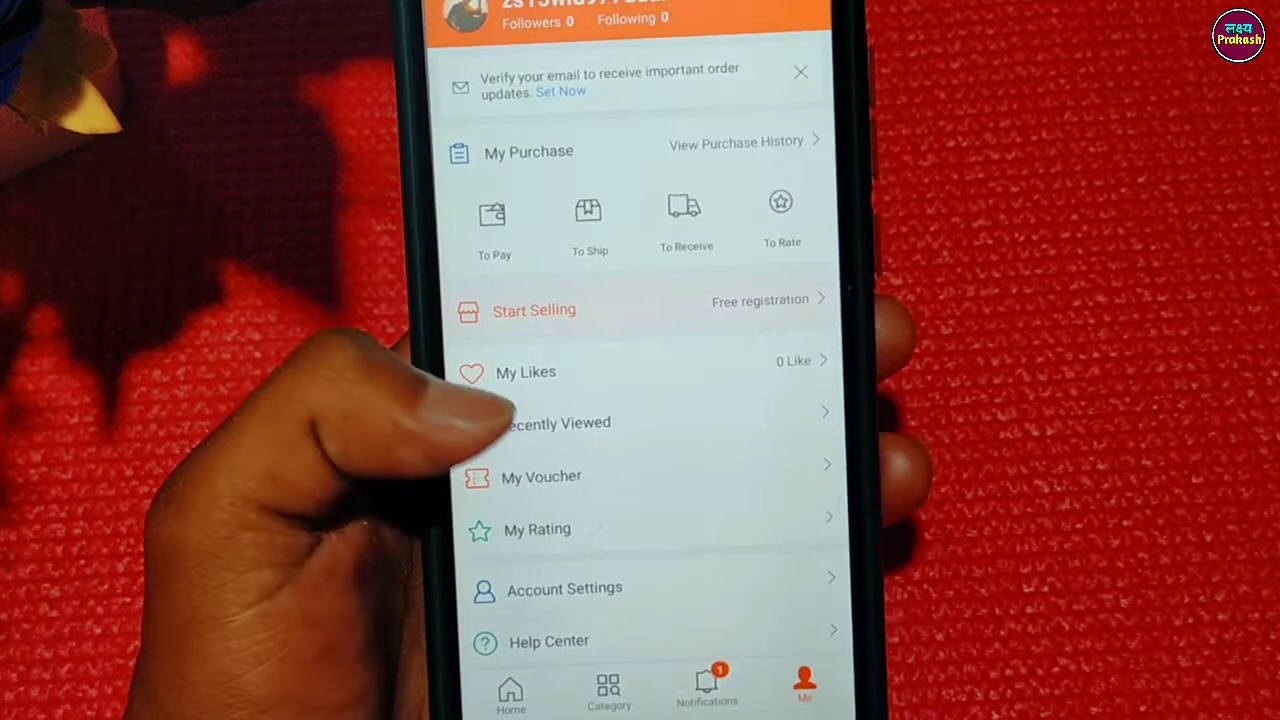 लक्ष्य
Prakash
Followers 0 Following 0
Verify your email to receive important order
updates. Set Now
My Purchase View Purchase History
To Pay To Ship To Receive To Rate
Start Selling Free registration
My Likes 0 Like
ecently Viewed
My Voucher
My Rating
Account Settings
Help Center
1
Home Category Notifications Me